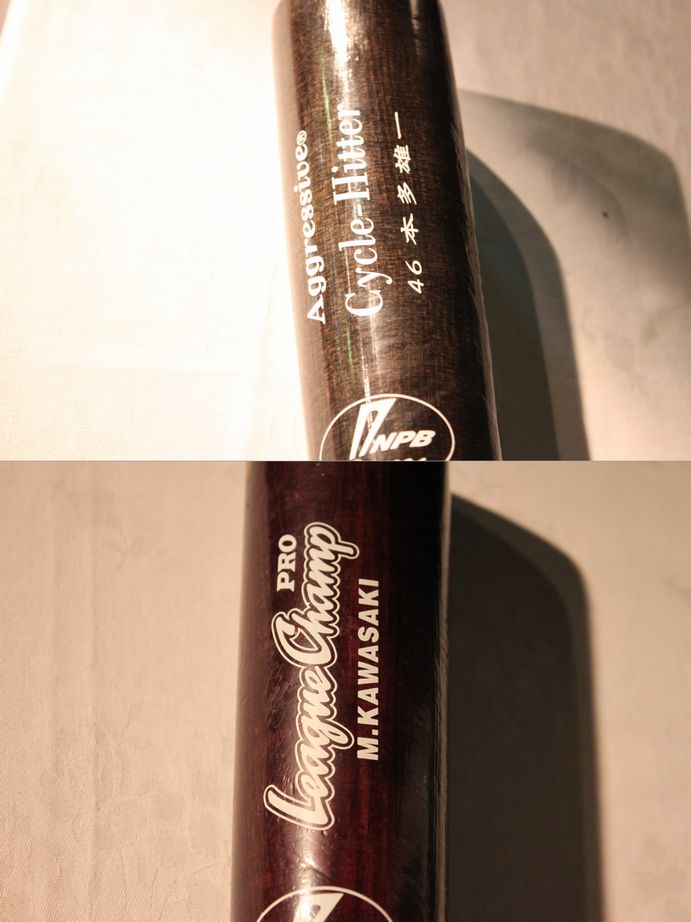 Aggressive®
Cycle-Hitter
46 本多雄一
NPB
PRO
League Champ
M.KAWASAKI